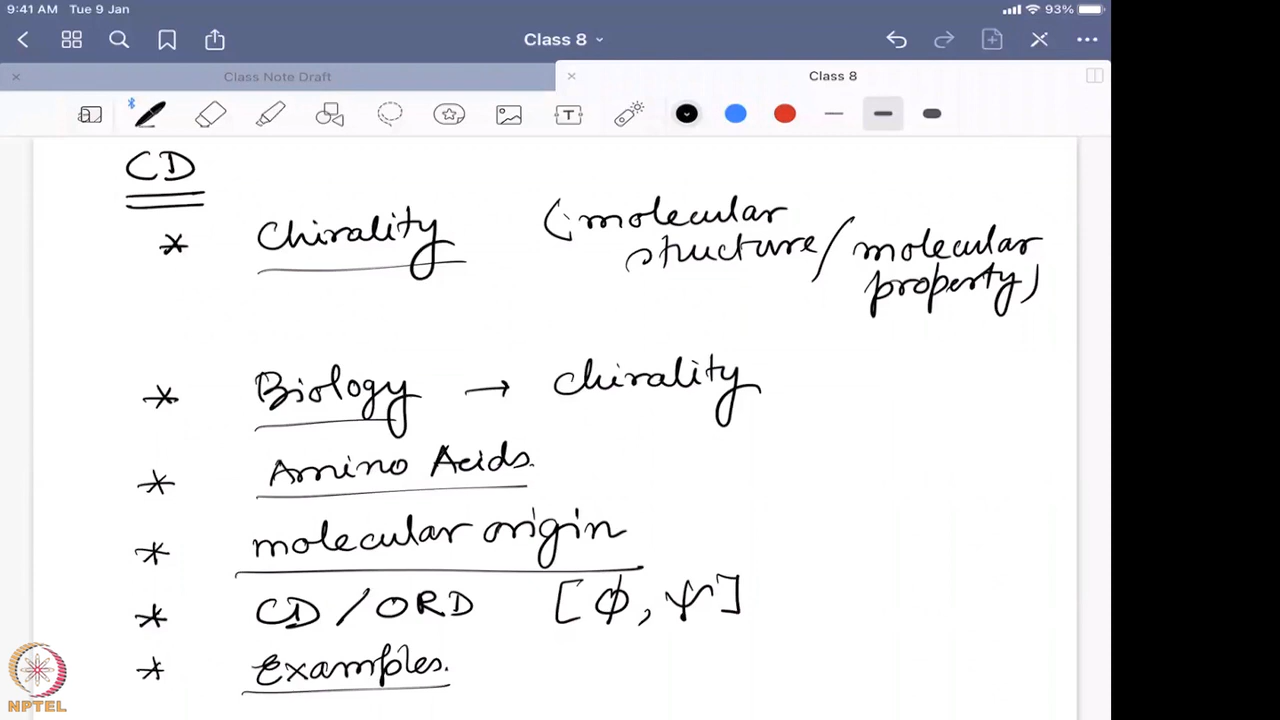 9:41 AM Tue 9 Jan 93%
Class 8
Class Note Draft
Class 8
CD
* Chirality (molecular
structure/molecular
property)
* Biology → chirality
* Amino Acids.
* molecular origin
* CD/ORD [ϕ, ψ]
* Examples.
NPTEL